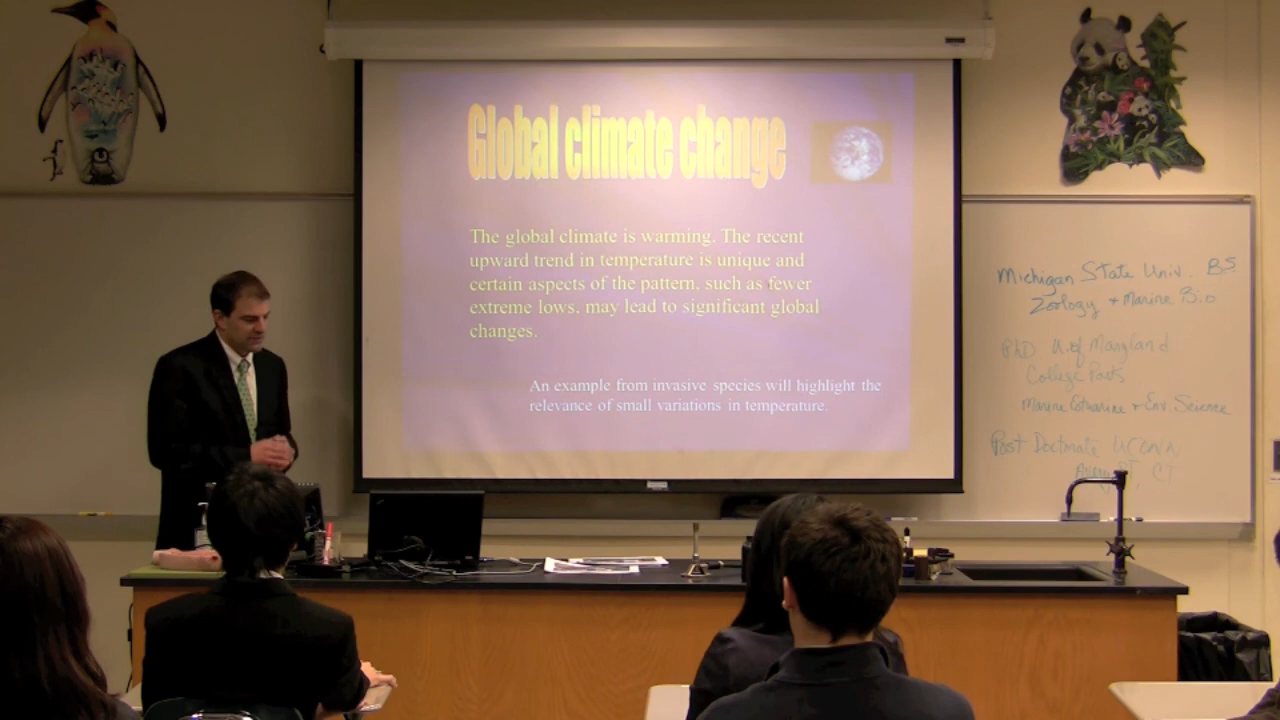 Global climate change
The global climate is warming. The recent
upward trend in temperature is unique and
certain aspects of the pattern, such as fewer
extreme lows, may lead to significant global
changes.
An example from invasive species will highlight the
relevance of small variations in temperature.
Michigan State Univ. BS
Zoology + Marine Bio
PhD U. of Maryland
College Park
Marine Estuarine + Env. Science
Post Doctorate UCONN
CT